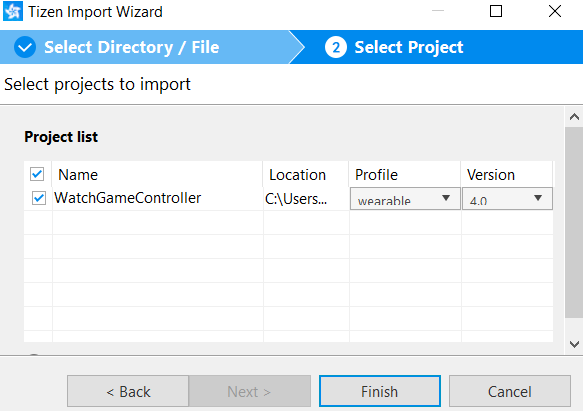 Tizen Import Wizard
Select Directory / File
2 Select Project
Select projects to import
Project list
Name Location Profile Version
WatchGameController C:\Users... wearable 4.0
< Back Next > Finish Cancel